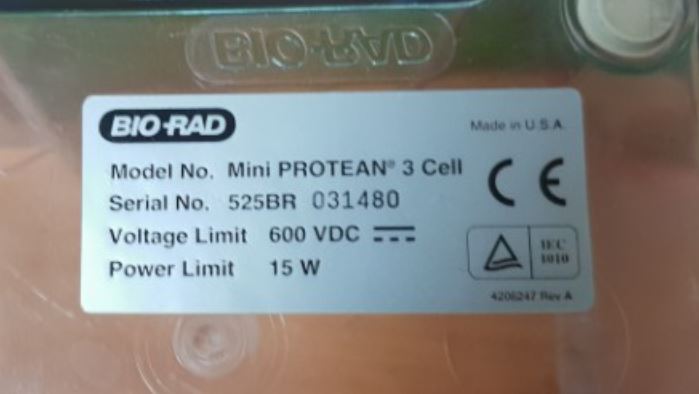 BIO-RAD
BIO-RAD
Made in U.S.A.
Model No. Mini PROTEAN® 3 Cell
Serial No. 525BR 031480
Voltage Limit 600 VDC
Power Limit 15 W
CE
IEC
1010
4206247 Rev A